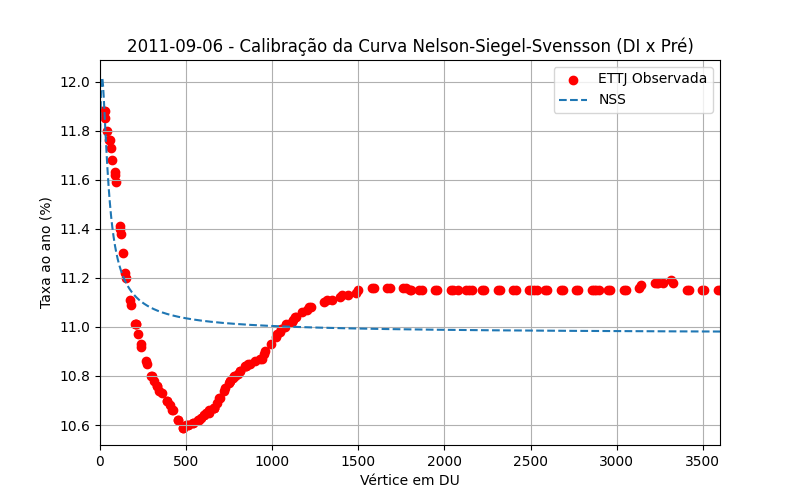 2011-09-06 - Calibração da Curva Nelson-Siegel-Svensson (DI x Pré)
ETTJ Observada
NSS
Taxa ao ano (%)
12.0
11.8
11.6
11.4
11.2
11.0
10.8
10.6
0 500 1000 1500 2000 2500 3000 3500
Vértice em DU